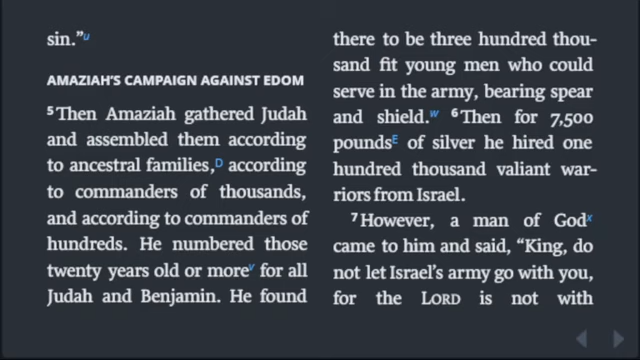 sin.”u
AMAZIAH’S CAMPAIGN AGAINST EDOM
5 Then Amaziah gathered Judah
and assembled them according
to ancestral families,D according
to commanders of thousands,
and according to commanders of
hundreds. He numbered those
twenty years old or morev for all
Judah and Benjamin. He found
there to be three hundred thou-
sand fit young men who could
serve in the army, bearing spear
and shield.w 6 Then for 7,500
poundsE of silver he hired one
hundred thousand valiant war-
riors from Israel.
7 However, a man of Godx
came to him and said, “King, do
not let Israel’s army go with you,
for the LORD is not with